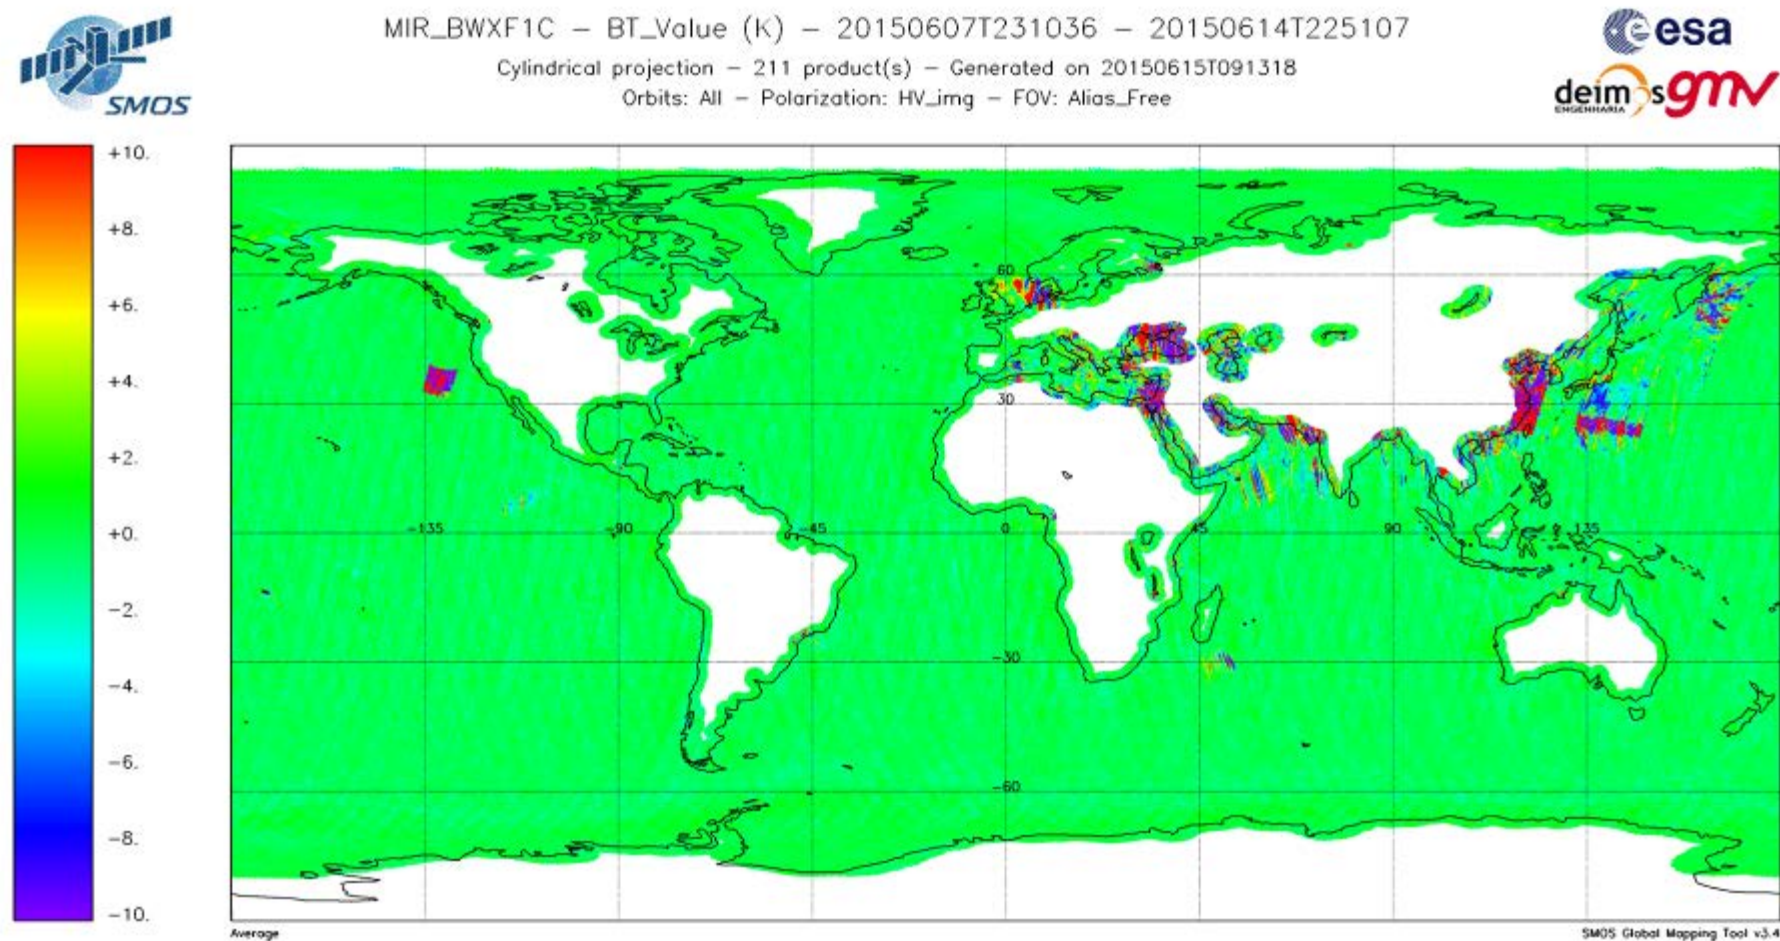 MIR_BWXF1C – BT_Value (K) – 20150607T231036 – 20150614T225107
Cylindrical projection – 211 product(s) – Generated on 20150615T091318
Orbits: All – Polarization: HV_img – FOV: Alias_Free
SMOS
esa
deimos
ENGENHARIA
gmv
+10.
+8.
+6.
+4.
+2.
+0.
−2.
−4.
−6.
−8.
−10.
60
30
−135
−90
−45
0
45
90
135
−30
−60
Average
SMOS Global Mapping Tool v3.4